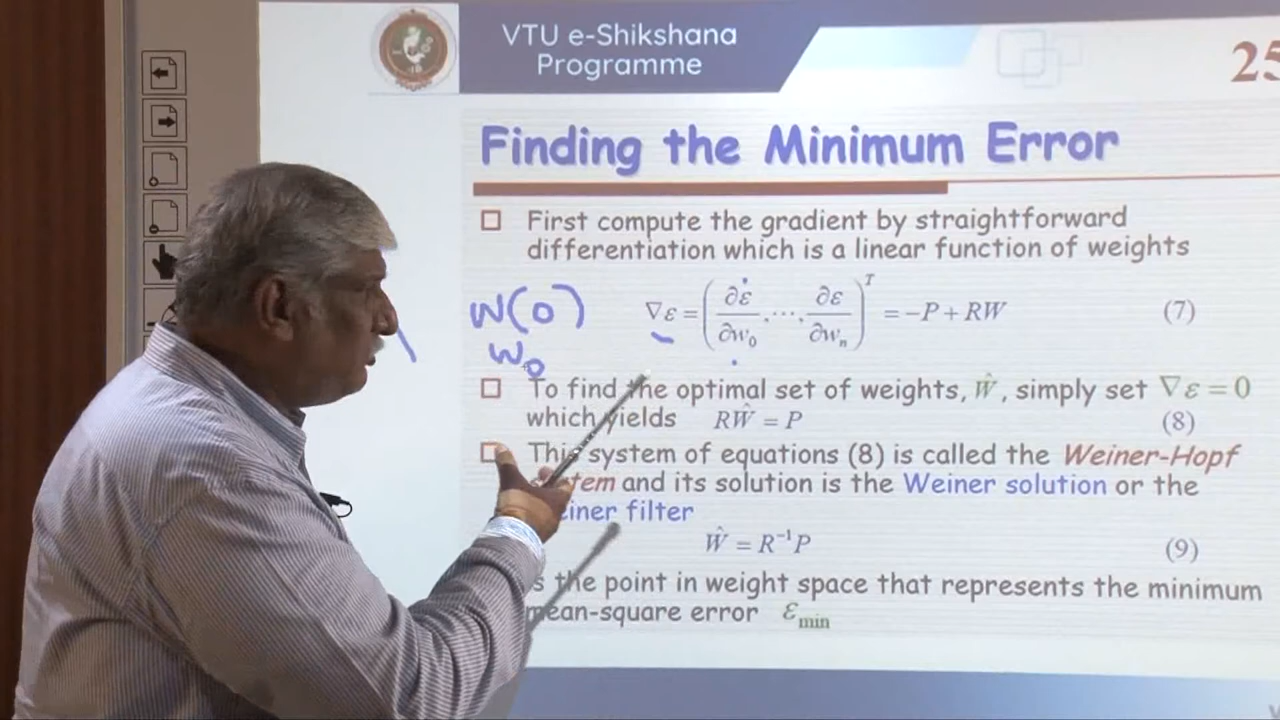 VTU e-Shikshana
Programme
25
Finding the Minimum Error
First compute the gradient by straightforward
differentiation which is a linear function of weights
W(0)
∇ε = (∂ε/∂w₀, ..., ∂ε/∂wₙ)ᵀ = -P + RW (7)
W₀
To find the optimal set of weights, Ŵ, simply set ∇ε = 0
which yields RŴ = P (8)
This system of equations (8) is called the Weiner-Hopf
and its solution is the Weiner solution or the
filter
Ŵ = R⁻¹P (9)
the point in weight space that represents the minimum
mean-square error ε min